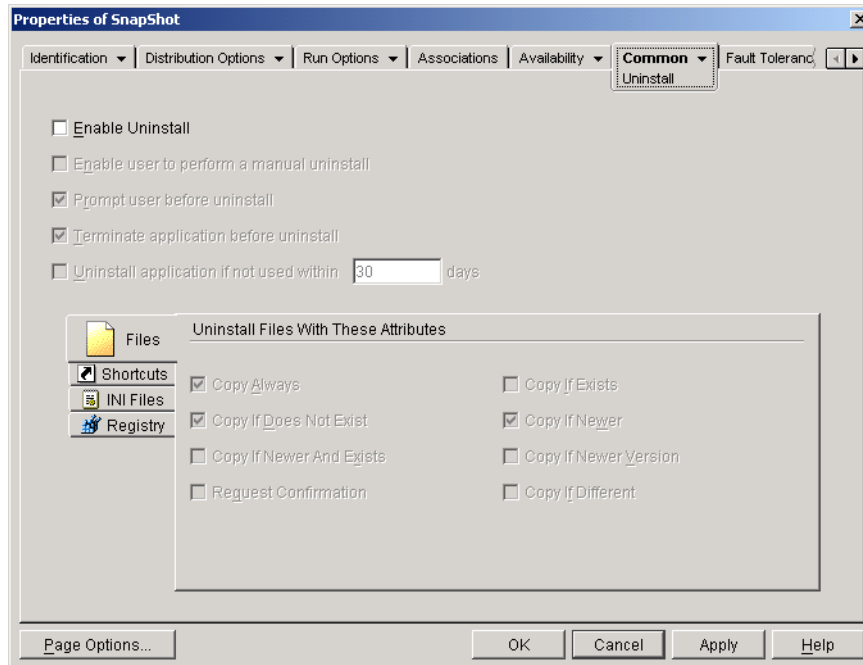 Properties of SnapShot
Identification Distribution Options Run Options Associations Availability Common Fault Toleranc
Uninstall
Enable Uninstall
Enable user to perform a manual uninstall
Prompt user before uninstall
Terminate application before uninstall
Uninstall application if not used within 30 days
Files
Shortcuts
INI Files
Registry
Uninstall Files With These Attributes
Copy Always Copy If Exists
Copy If Does Not Exist Copy If Newer
Copy If Newer And Exists Copy If Newer Version
Request Confirmation Copy If Different
Page Options... OK Cancel Apply Help